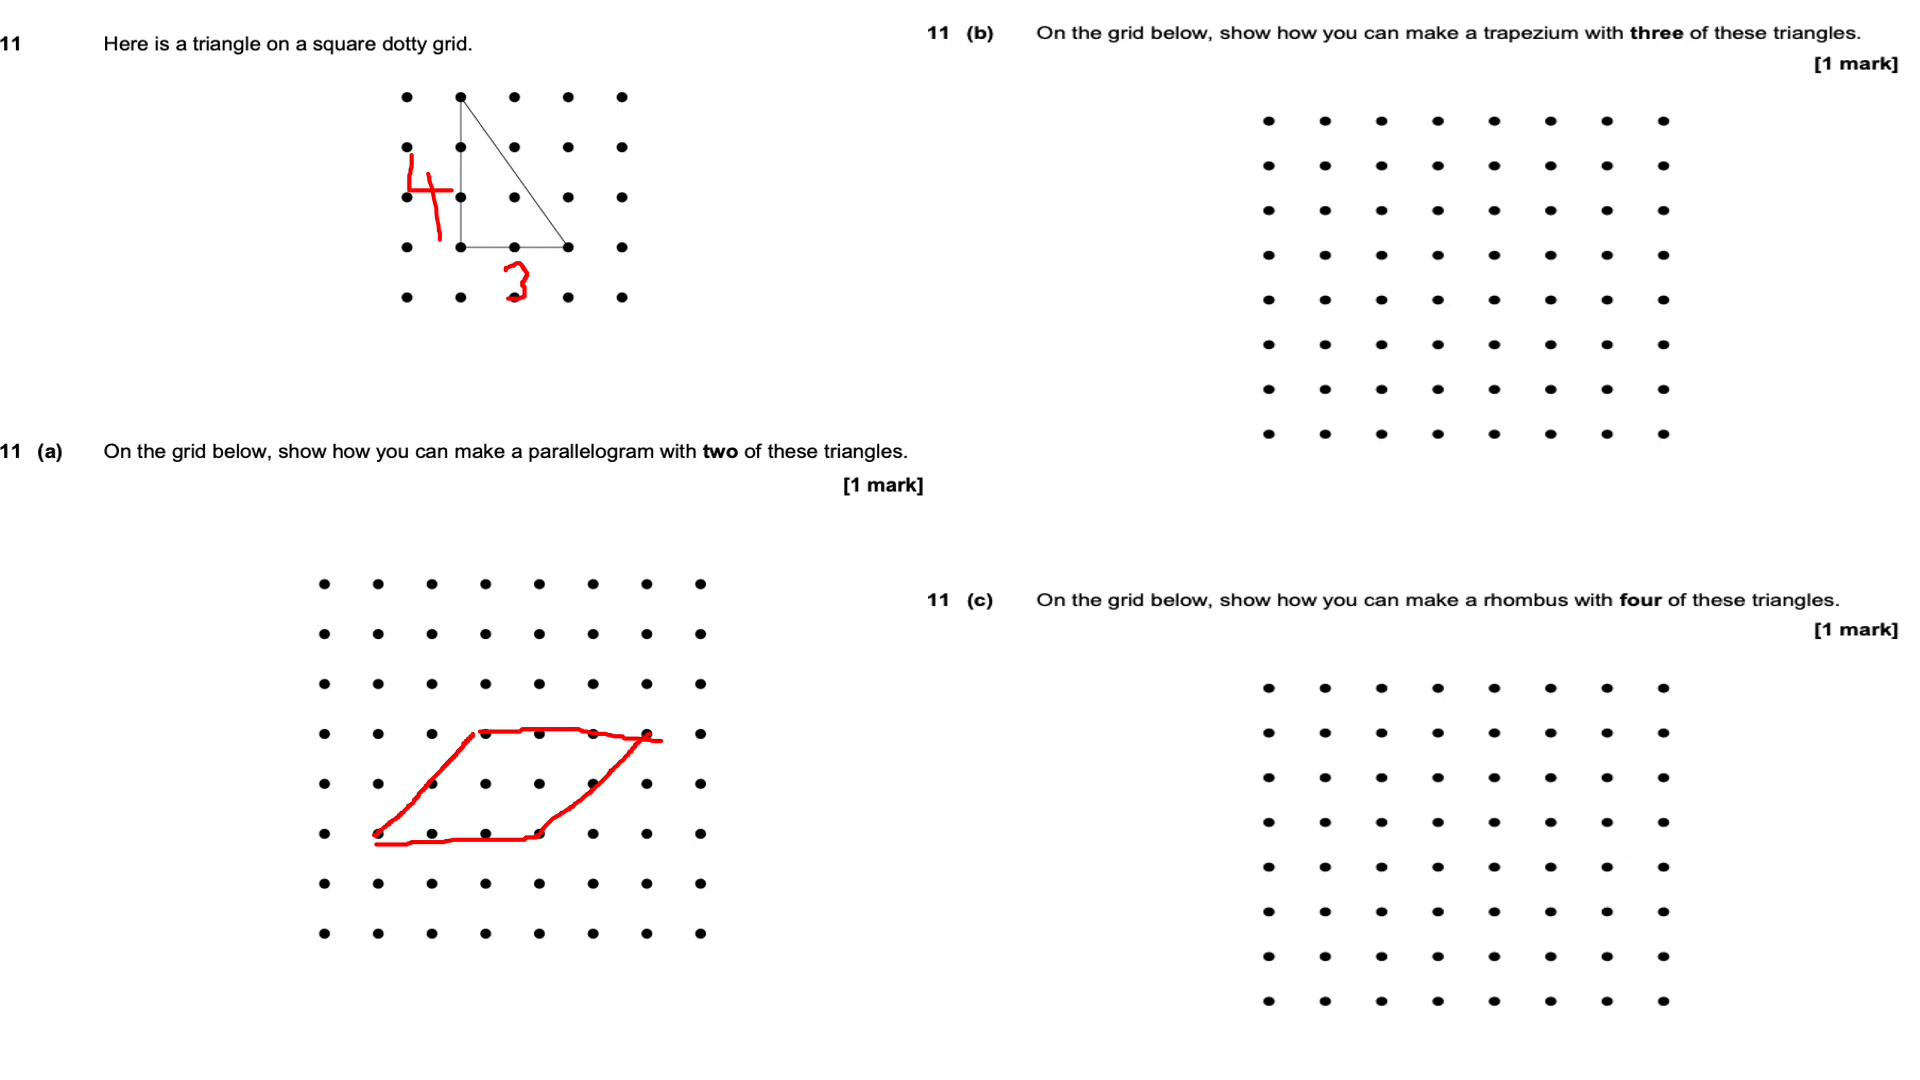 11 Here is a triangle on a square dotty grid.
4
3
11 (a) On the grid below, show how you can make a parallelogram with two of these triangles.
[1 mark]
11 (b) On the grid below, show how you can make a trapezium with three of these triangles.
[1 mark]
11 (c) On the grid below, show how you can make a rhombus with four of these triangles.
[1 mark]